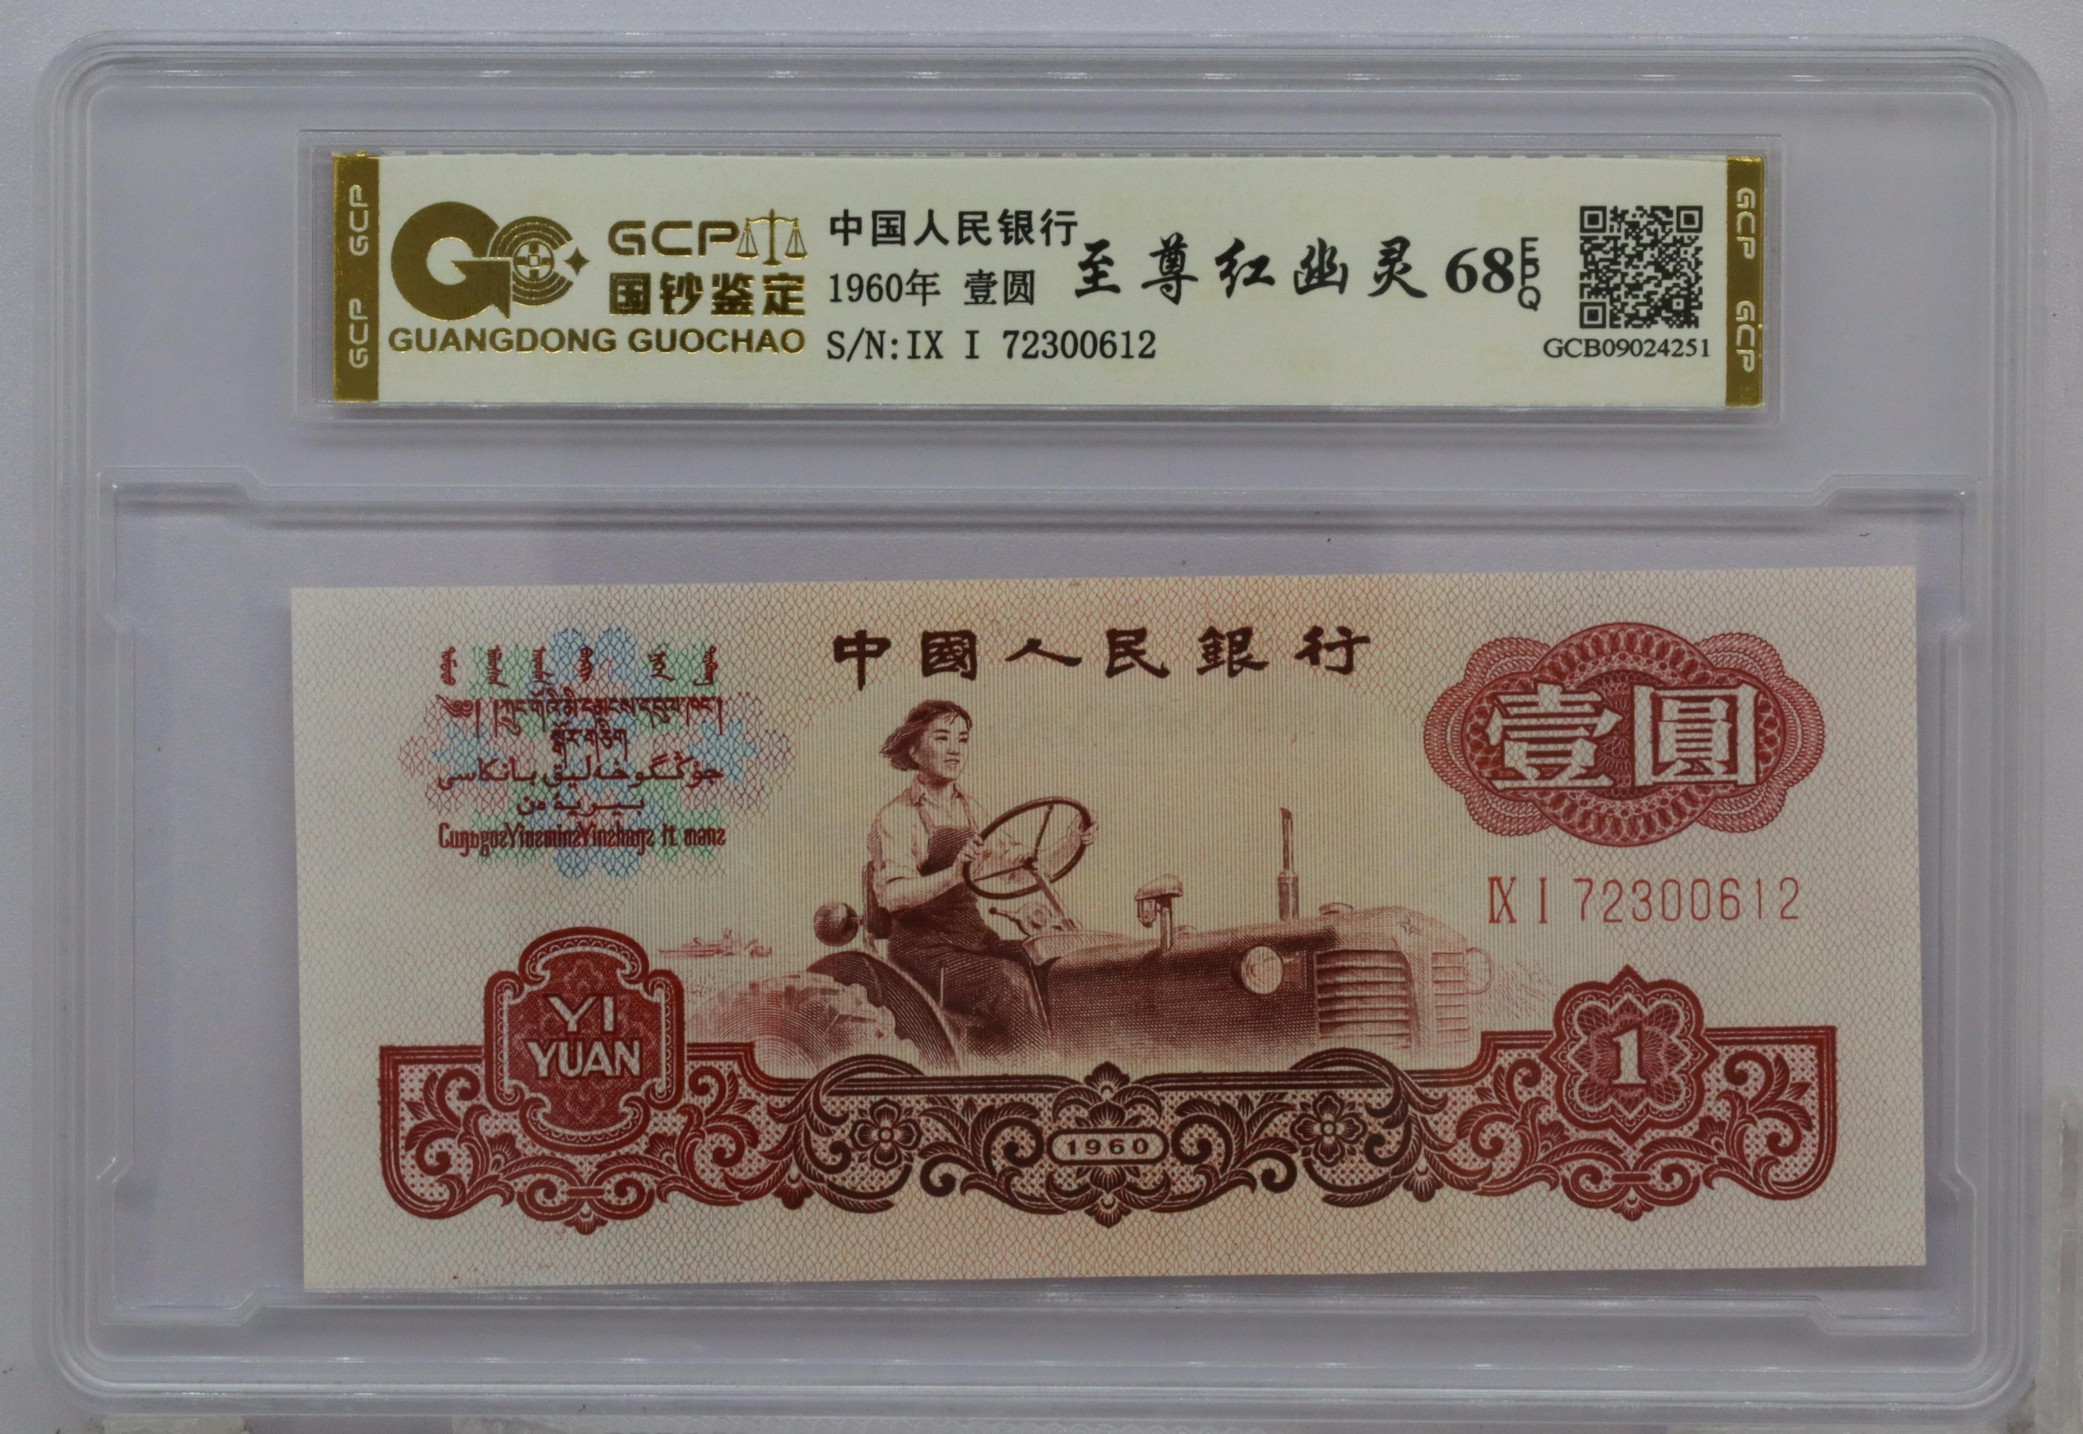 GCP GCP
GCP
国钞鉴定
GUANGDONG GUOCHAO
中国人民银行
1960年 壹圆
S/N:IX I 72300612
至尊红幽灵 68 EPQ
GCB09024251
GCP GCP
中國人民銀行
壹圓
IX I 72300612
YI
YUAN
1
1960